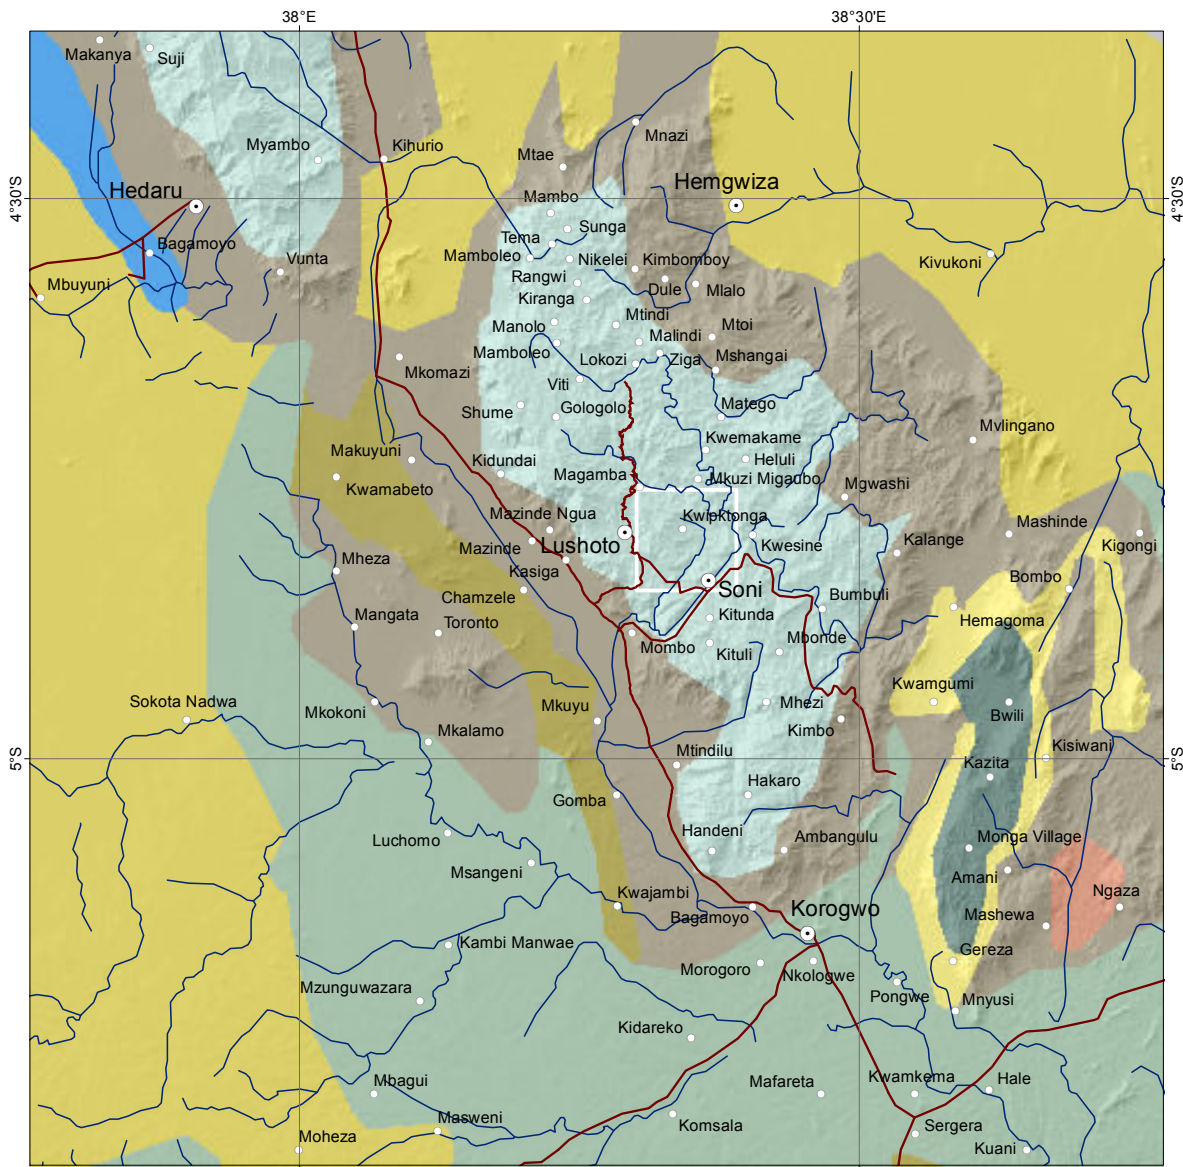 38°E
38°30'E
Makanya
Suji
Mnazi
Myambo
Kihurio
Mtae
Hedaru
Hemgwiza
4°30'S
4°30'S
Mambo
Sunga
Tema
Bagamoyo
Mamboleo
Nikelei
Kimbomboy
Kivukoni
Vunta
Rangwi
Dule
Mlalo
Mbuyuni
Kiranga
Mtindi
Manolo
Mtoi
Malindi
Mamboleo
Lokozi
Ziga
Mshangai
Mkomazi
Viti
Shume
Gologolo
Matego
Mvlingano
Makuyuni
Kwemakame
Kidundai
Heluli
Magamba
Mkuzi Migaubo
Kwamabeto
Mgwashi
Mazinde Ngua
Kwipktonga
Mashinde
Mazinde
Lushoto
Kwesine
Kalange
Kigongi
Mheza
Kasiga
Bombo
Chamzele
Soni
Bumbuli
Mangata
Toronto
Kitunda
Hemagoma
Mombo
Kituli
Mbonde
Kwamgumi
Sokota Nadwa
Mkokoni
Mkuyu
Mhezi
Bwili
Mkalamo
Kimbo
Mtindilu
Kisiwani
5°S
5°S
Kazita
Hakaro
Gomba
Luchomo
Handeni
Ambangulu
Monga Village
Msangeni
Amani
Kwajambi
Ngaza
Bagamoyo
Korogwo
Mashewa
Kambi Manwae
Gereza
Morogoro
Nkologwe
Mzunguwazara
Pongwe
Mnyusi
Kidareko
Mbagui
Mafareta
Kwamkema
Hale
Masweni
Komsala
Sergera
Moheza
Kuani